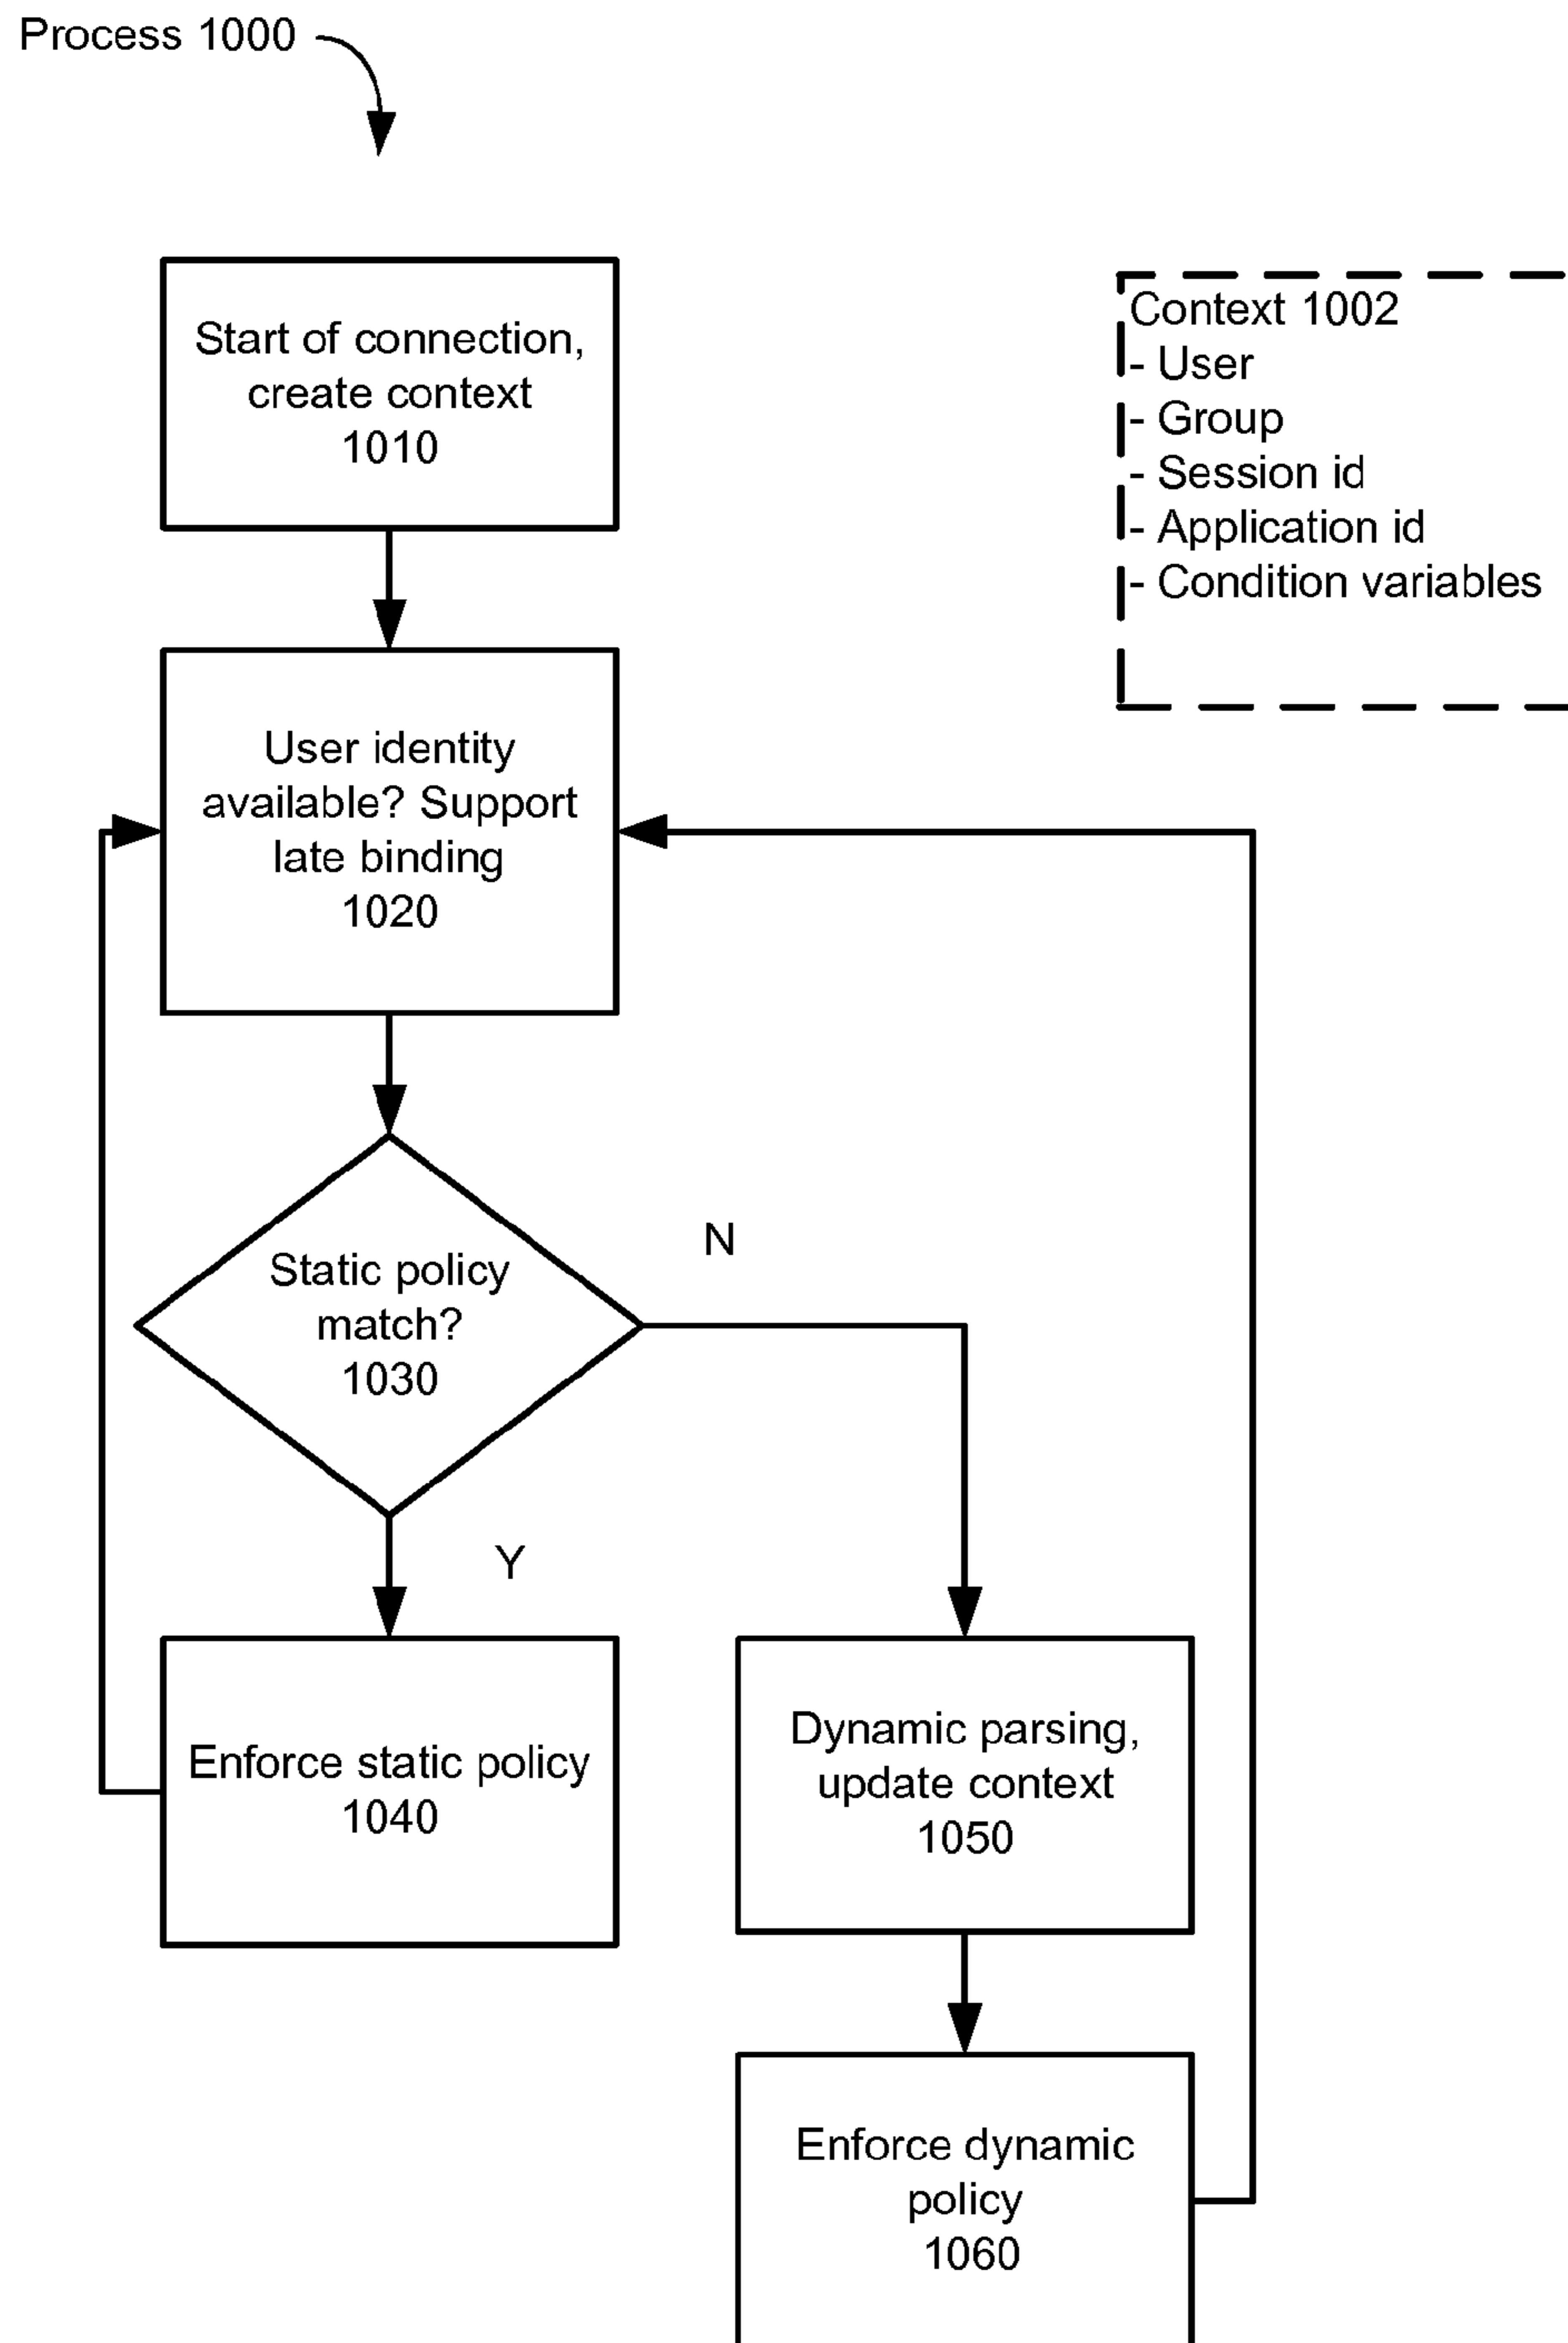 Process 1000
Start of connection,
create context
1010
Context 1002
- User
- Group
- Session id
- Application id
- Condition variables
User identity
available? Support
late binding
1020
Static policy
match?
1030
N
Y
Enforce static policy
1040
Dynamic parsing,
update context
1050
Enforce dynamic
policy
1060